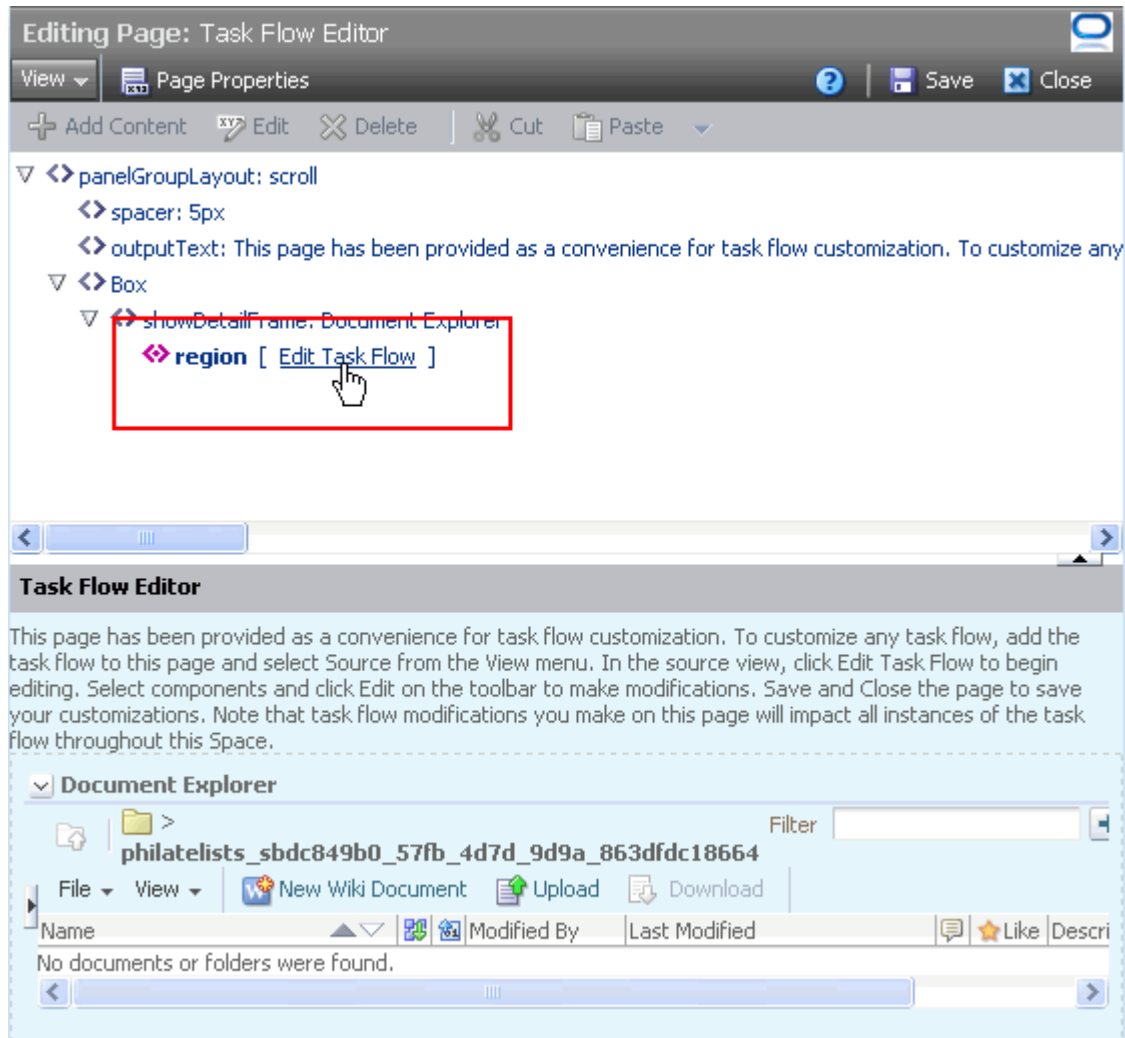 Editing Page: Task Flow Editor
View Page Properties Save Close
Add Content Edit Delete Cut Paste
panelGroupLayout: scroll
spacer: 5px
outputText: This page has been provided as a convenience for task flow customization. To customize any
Box
showDetailFrame: Document Explorer
region [ Edit Task Flow ]
Task Flow Editor
This page has been provided as a convenience for task flow customization. To customize any task flow, add the
task flow to this page and select Source from the View menu. In the source view, click Edit Task Flow to begin
editing. Select components and click Edit on the toolbar to make modifications. Save and Close the page to save
your customizations. Note that task flow modifications you make on this page will impact all instances of the task
flow throughout this Space.
Document Explorer
> Filter
philatelists_sbdc849b0_57fb_4d7d_9d9a_863dfdc18664
File View New Wiki Document Upload Download
Name Modified By Last Modified Like Descri
No documents or folders were found.